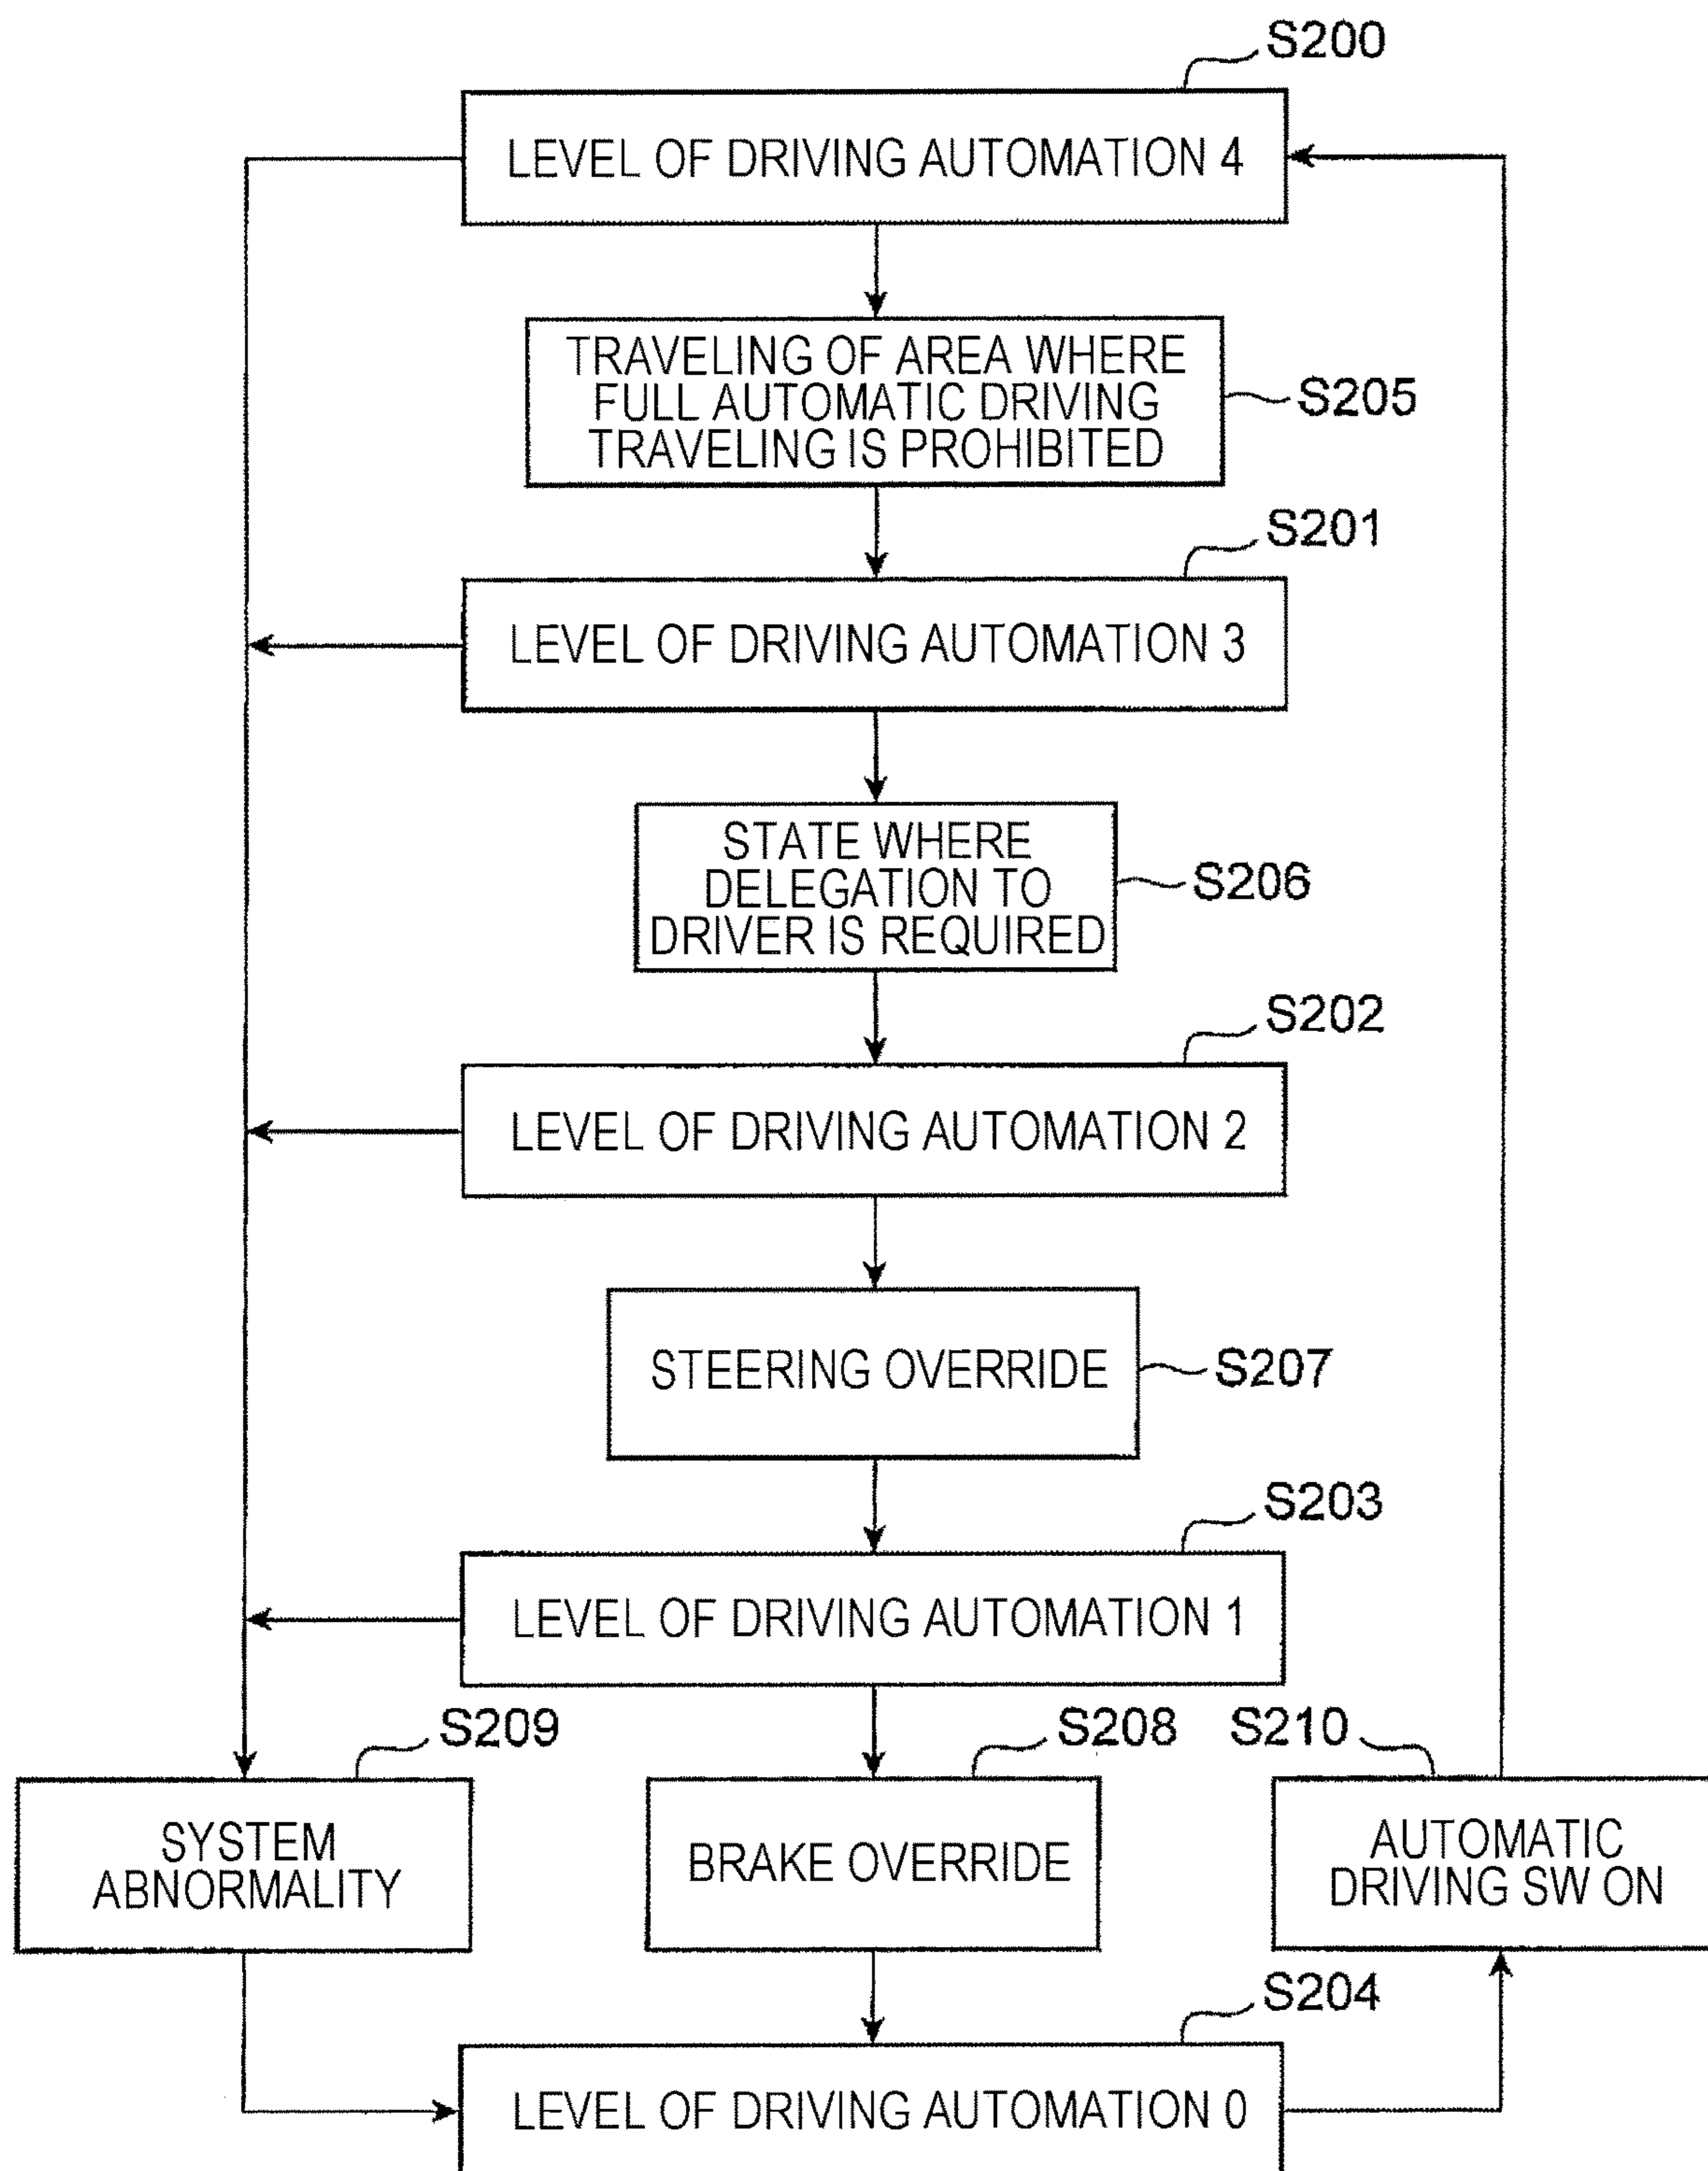 S200
LEVEL OF DRIVING AUTOMATION 4
TRAVELING OF AREA WHERE
FULL AUTOMATIC DRIVING
TRAVELING IS PROHIBITED
S205
S201
LEVEL OF DRIVING AUTOMATION 3
STATE WHERE
DELEGATION TO
DRIVER IS REQUIRED
S206
S202
LEVEL OF DRIVING AUTOMATION 2
STEERING OVERRIDE
S207
S203
LEVEL OF DRIVING AUTOMATION 1
S209
SYSTEM
ABNORMALITY
S208
BRAKE OVERRIDE
S210
AUTOMATIC
DRIVING SW ON
S204
LEVEL OF DRIVING AUTOMATION 0